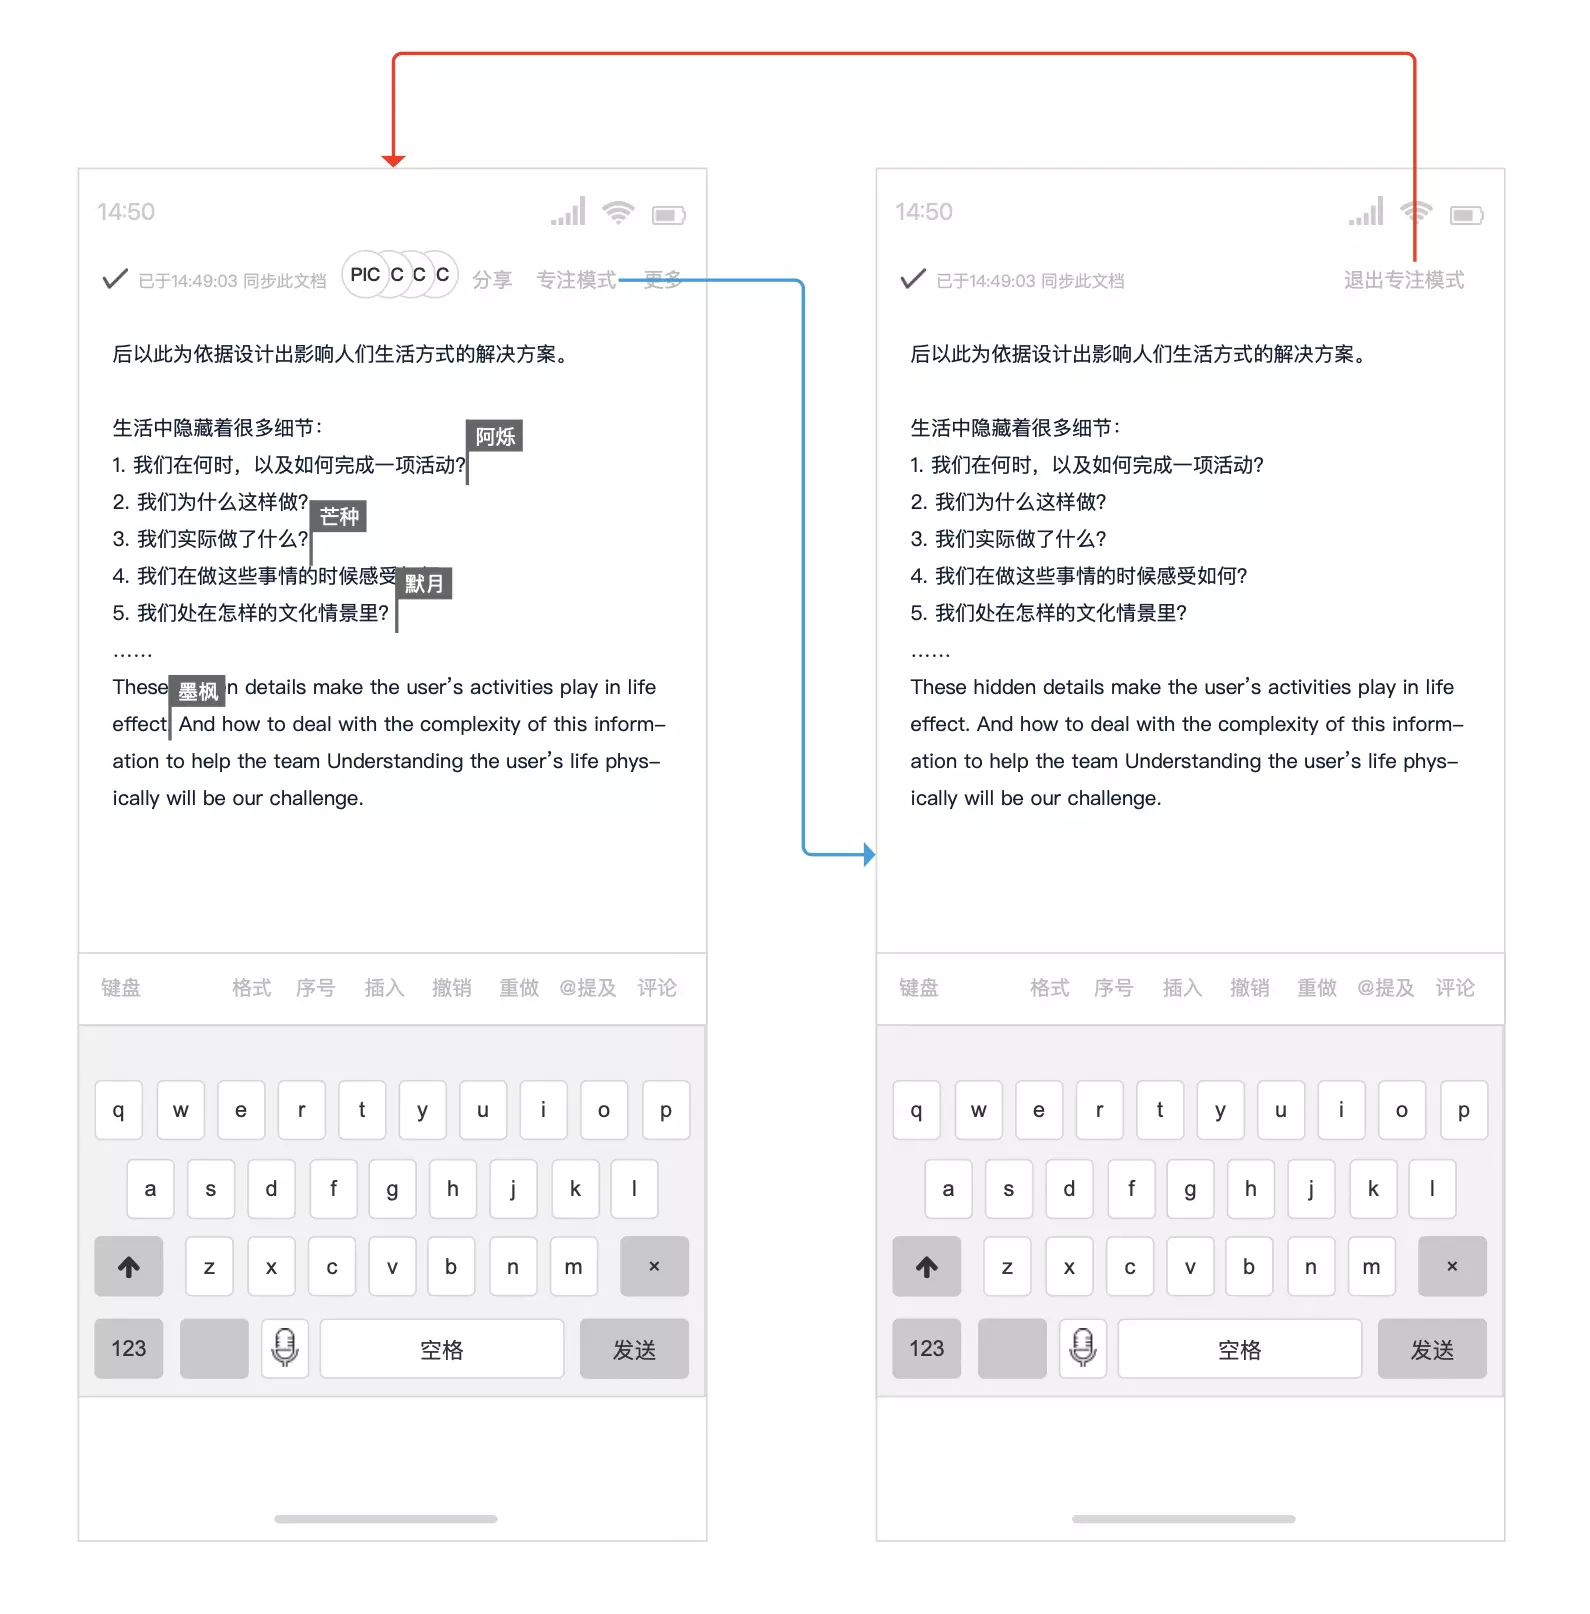 14:50
已于14:49:03 同步此文档 PIC C C C 分享 专注模式 更多
后以此为依据设计出影响人们生活方式的解决方案。
生活中隐藏着很多细节：
阿烁
1. 我们在何时，以及如何完成一项活动?
2. 我们为什么这样做?
芒种
3. 我们实际做了什么?
4. 我们在做这些事情的时候感受
默月
5. 我们处在怎样的文化情景里?
……
These 墨枫 n details make the user's activities play in life
effect And how to deal with the complexity of this inform–
ation to help the team Understanding the user's life phys–
ically will be our challenge.
键盘 格式 序号 插入 撤销 重做 @提及 评论
q w e r t y u i o p
a s d f g h j k l
z x c v b n m ×
123 空格 发送
14:50
已于14:49:03 同步此文档 退出专注模式
后以此为依据设计出影响人们生活方式的解决方案。
生活中隐藏着很多细节：
1. 我们在何时，以及如何完成一项活动?
2. 我们为什么这样做?
3. 我们实际做了什么?
4. 我们在做这些事情的时候感受如何?
5. 我们处在怎样的文化情景里?
……
These hidden details make the user's activities play in life
effect. And how to deal with the complexity of this inform–
ation to help the team Understanding the user's life phys–
ically will be our challenge.
键盘 格式 序号 插入 撤销 重做 @提及 评论
q w e r t y u i o p
a s d f g h j k l
z x c v b n m ×
123 空格 发送